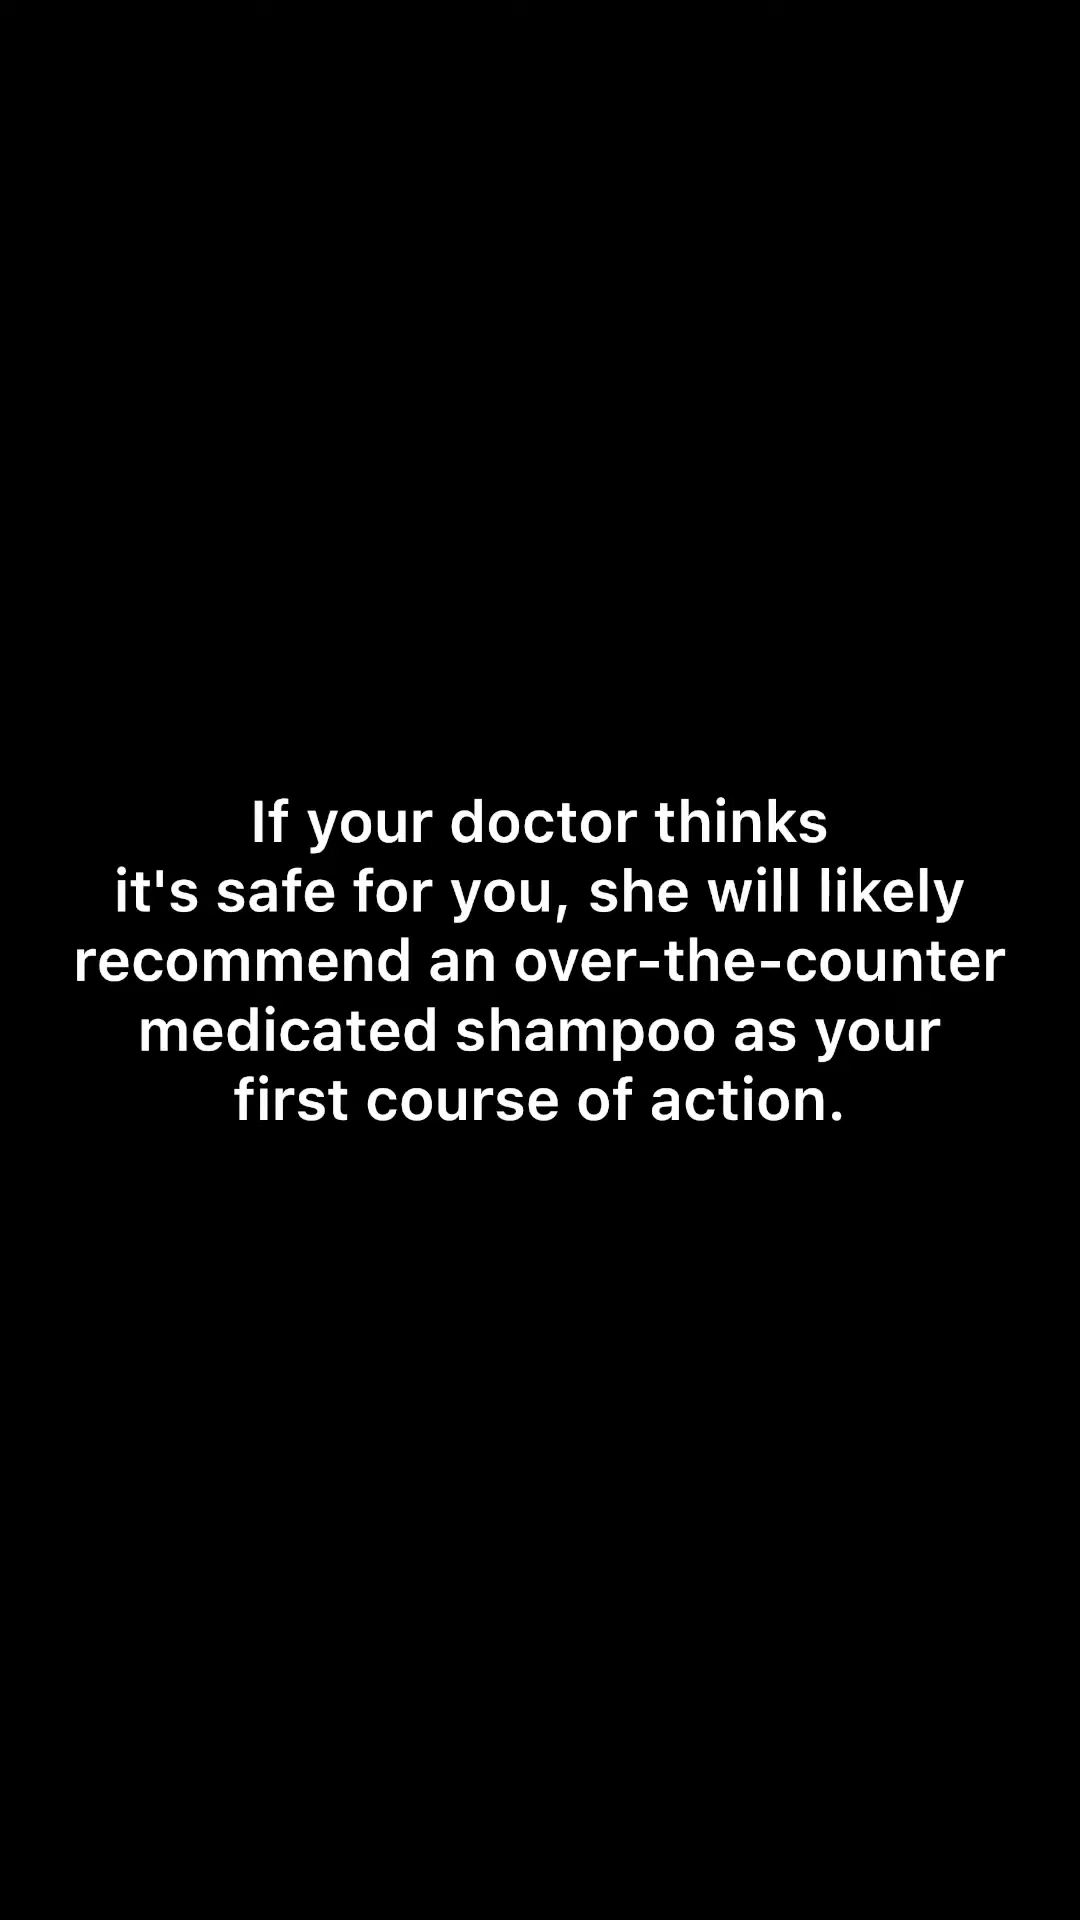 If your doctor thinks
it's safe for you, she will likely
recommend an over-the-counter
medicated shampoo as your
first course of action.